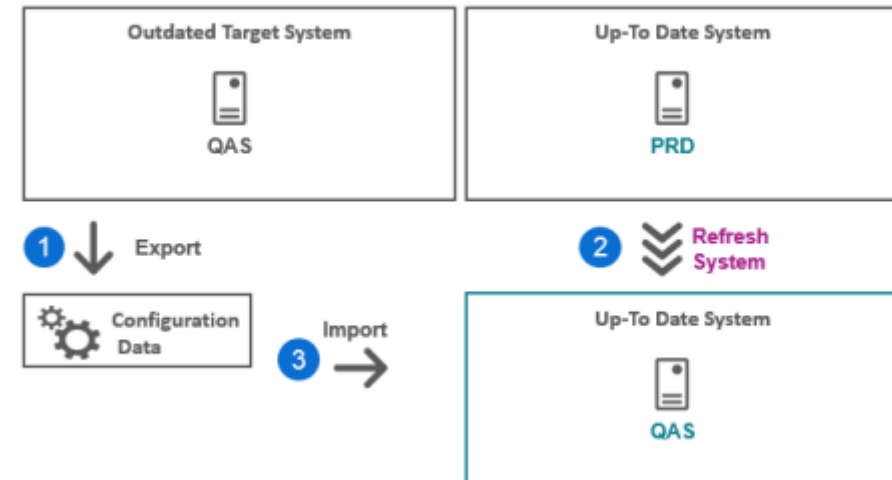 Outdated Target System
QAS
Up-To Date System
PRD
1
Export
2
Refresh
System
Configuration
Data
3
Import
Up-To Date System
QAS